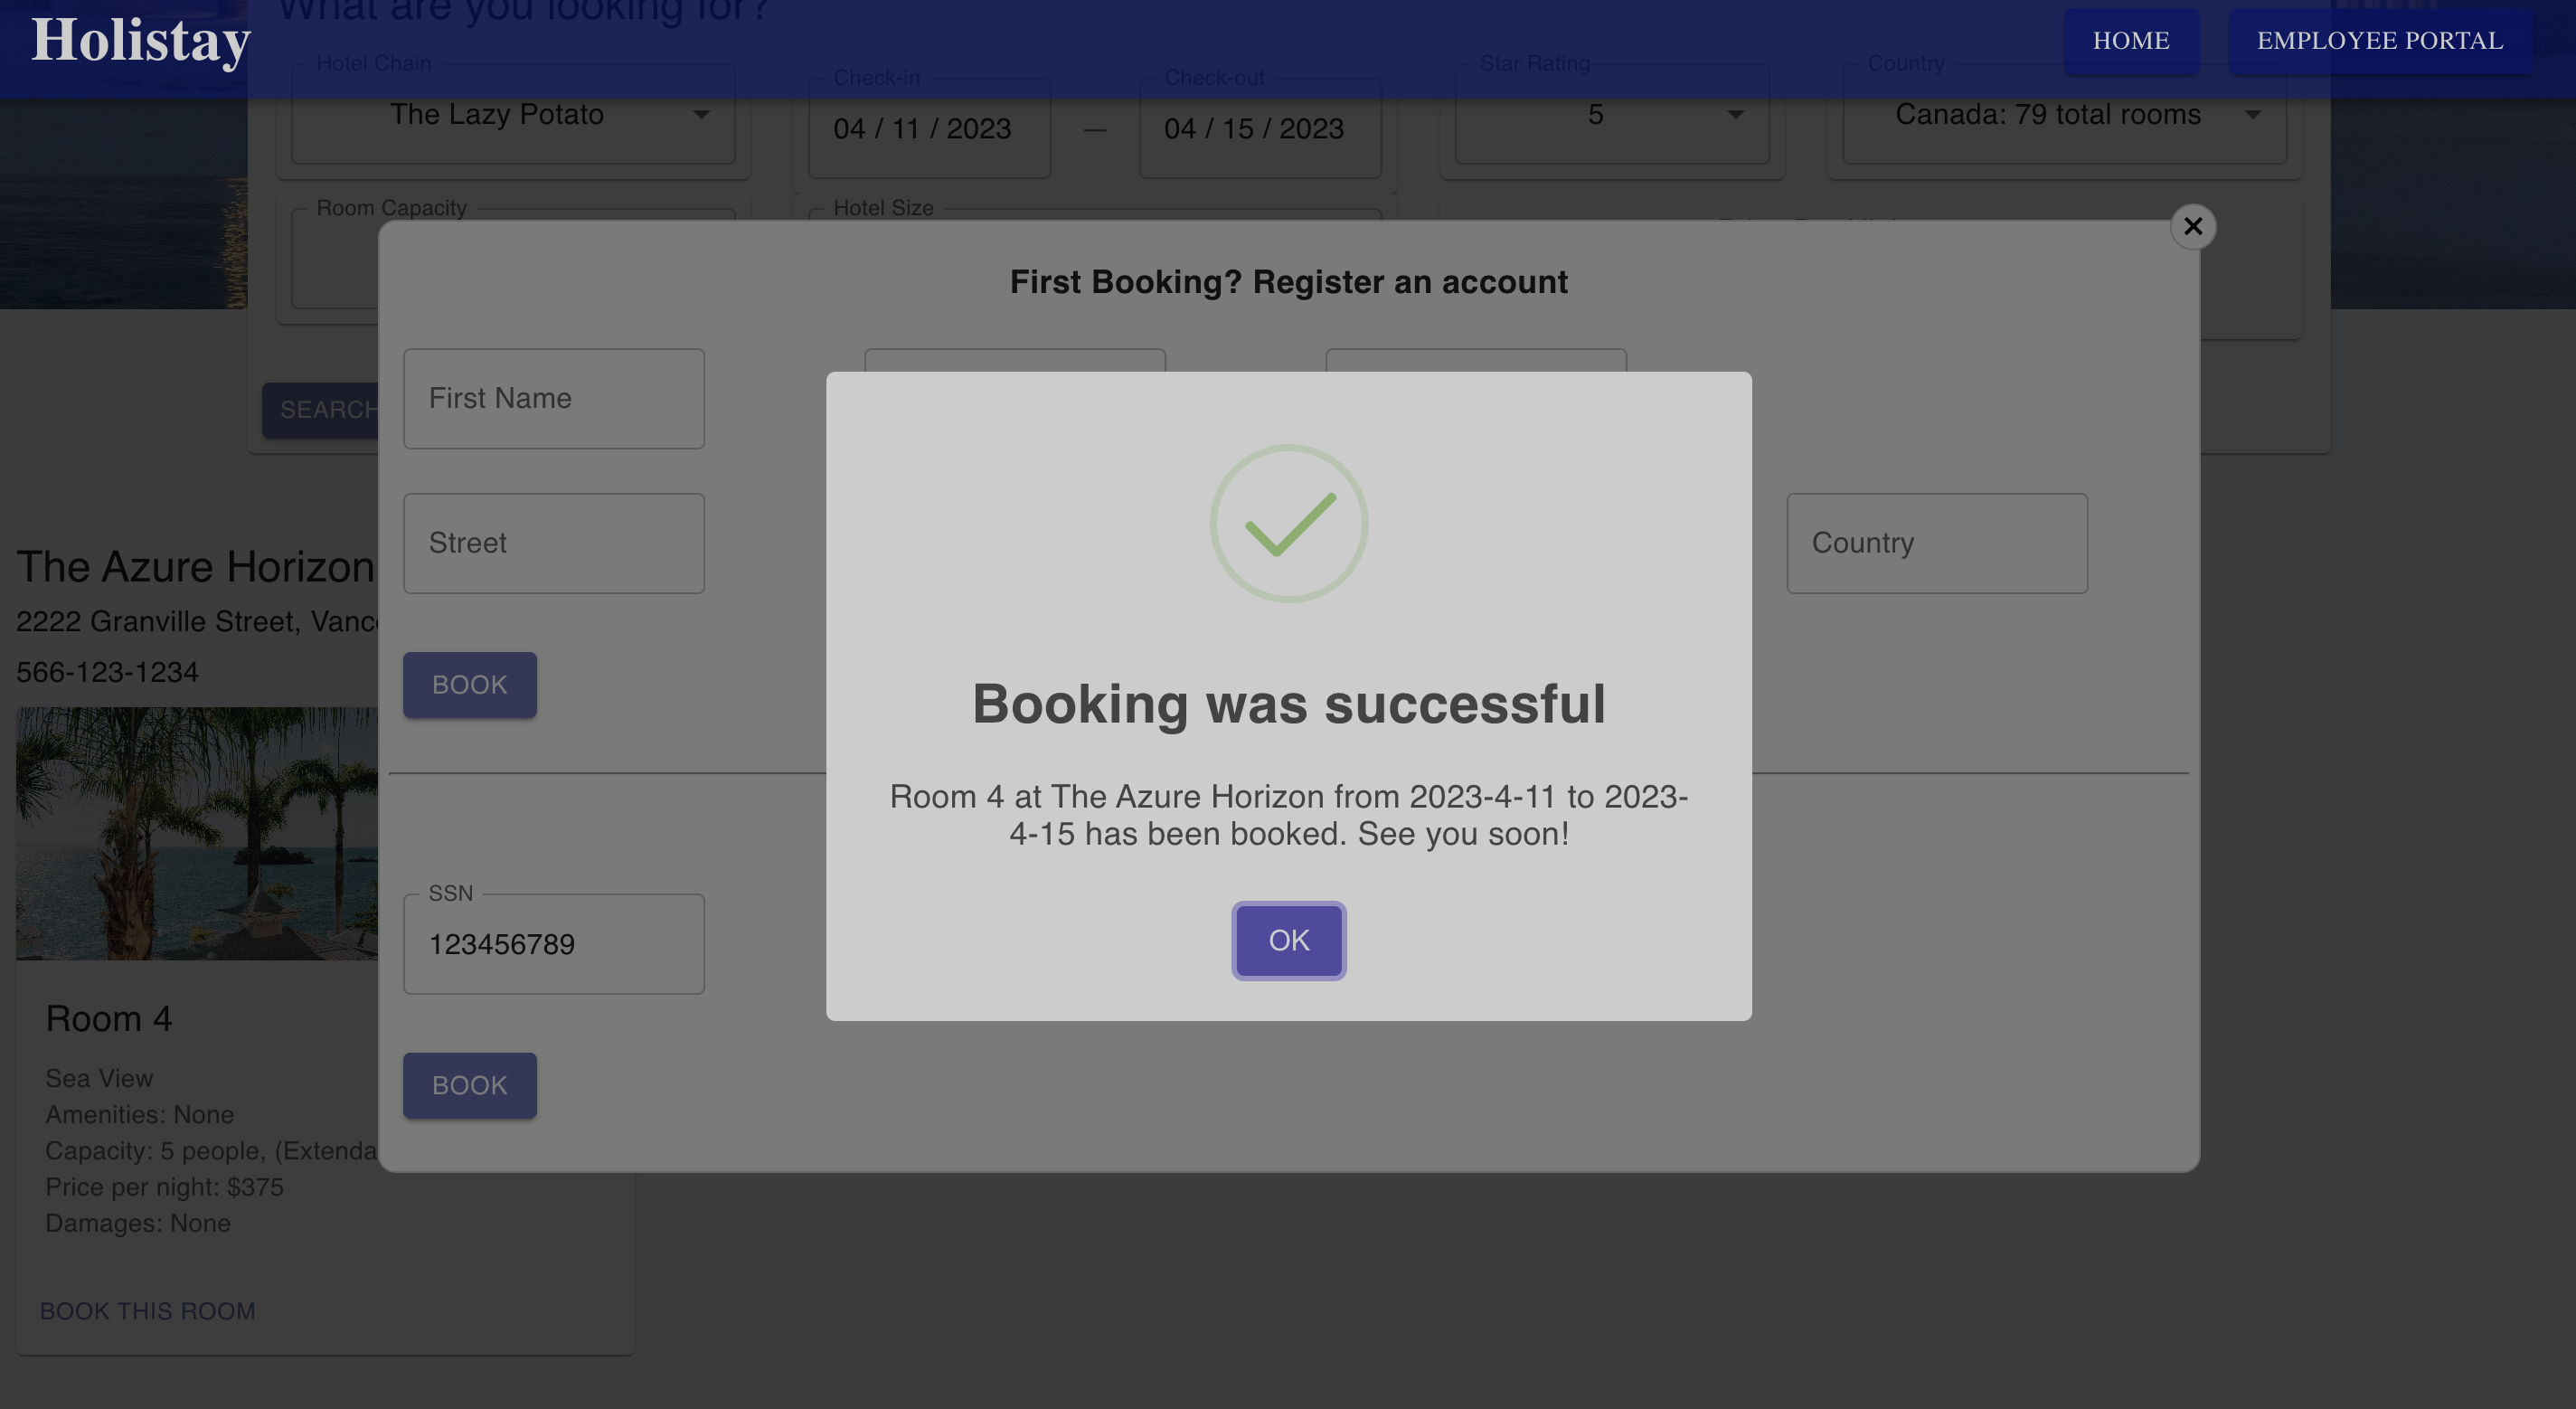 What are you looking for?
Holistay
HOME
EMPLOYEE PORTAL
Hotel Chain
Check-in
Check-out
Star Rating
Country
The Lazy Potato
04 / 11 / 2023
—
04 / 15 / 2023
5
Canada: 79 total rooms
Room Capacity
Hotel Size
First Booking? Register an account
First Name
SEARCH
Street
Country
The Azure Horizon
2222 Granville Street,
566-123-1234
BOOK
Booking was successful
Room 4 at The Azure Horizon from 2023-4-11 to 2023-
4-15 has been booked. See you soon!
OK
SSN
123456789
BOOK
Room 4
Sea View
Amenities: None
Capacity: 5 people,
Price per night: $375
Damages: None
BOOK THIS ROOM